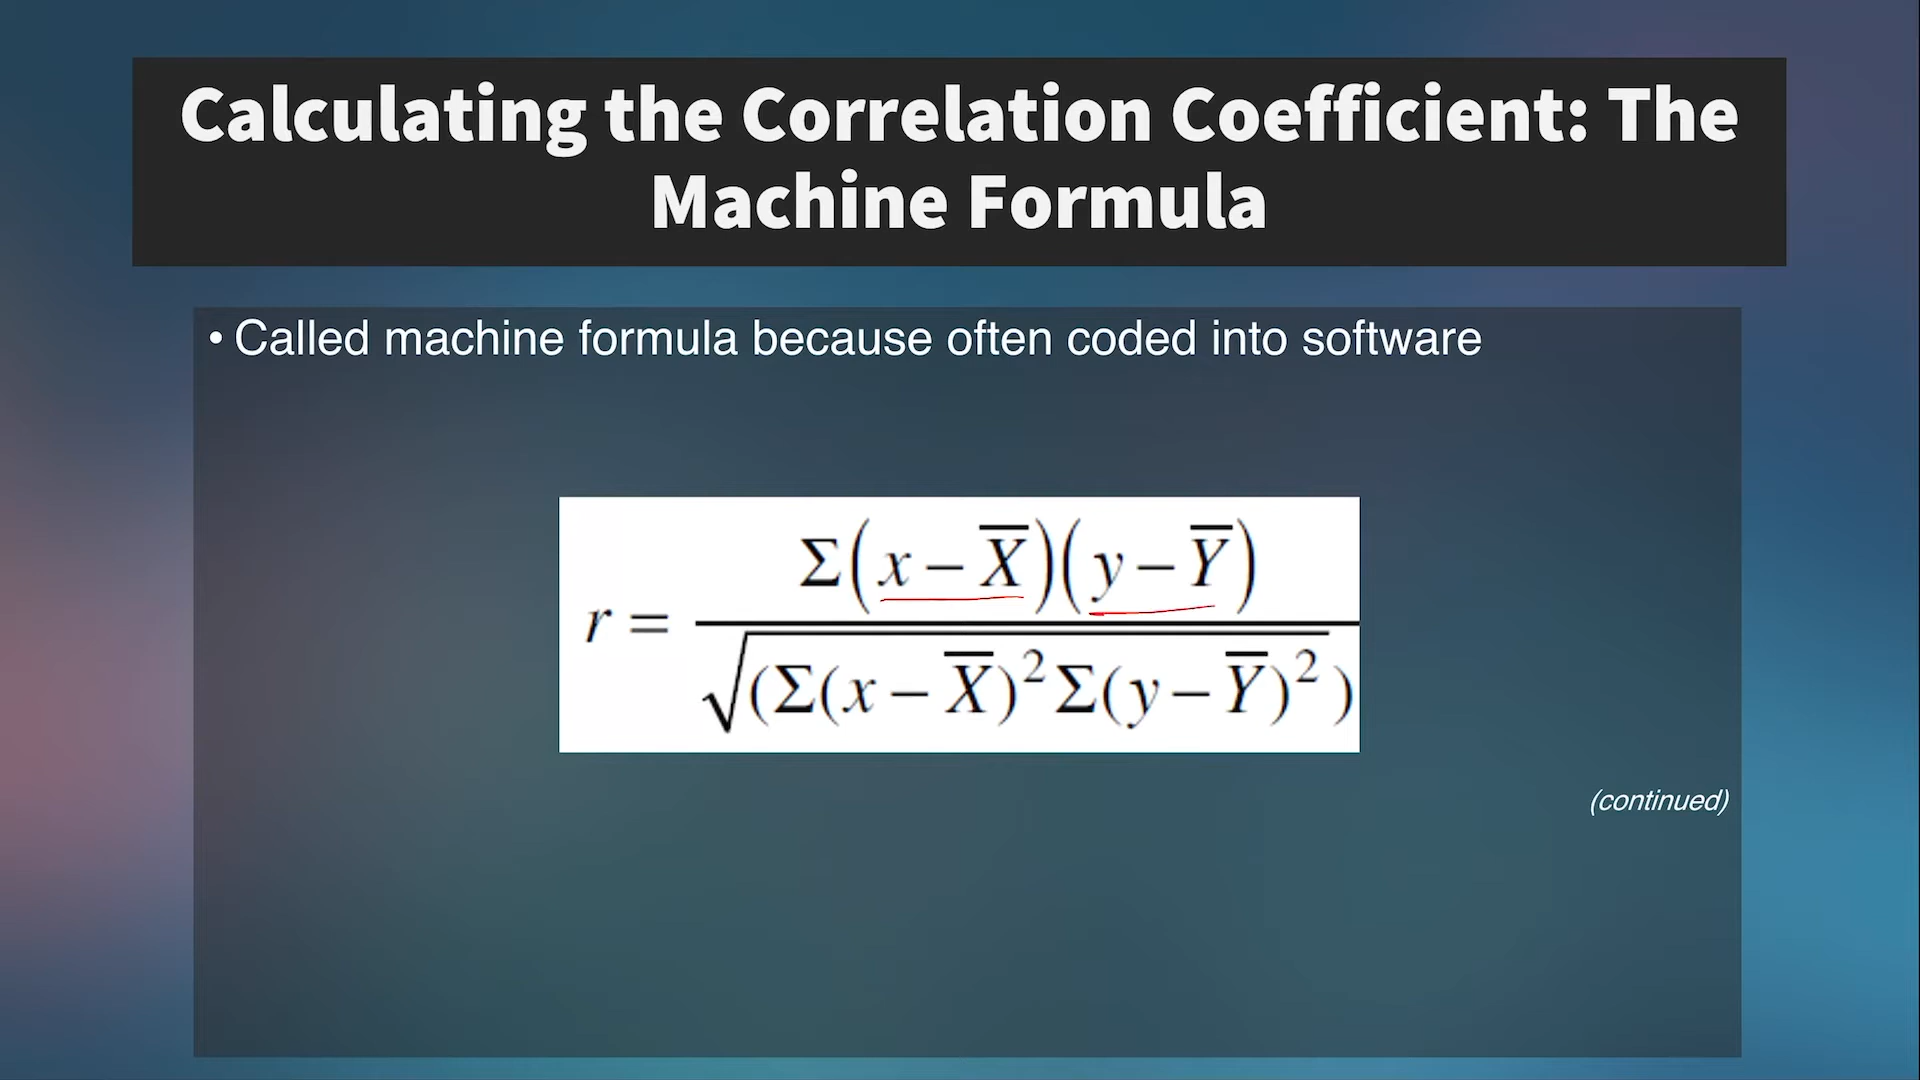 Calculating the Correlation Coefficient: The
Machine Formula
• Called machine formula because often coded into software
r = Σ(x − X̅)(y − Y̅) / √(Σ(x − X̅)²Σ(y − Y̅)²)
(continued)